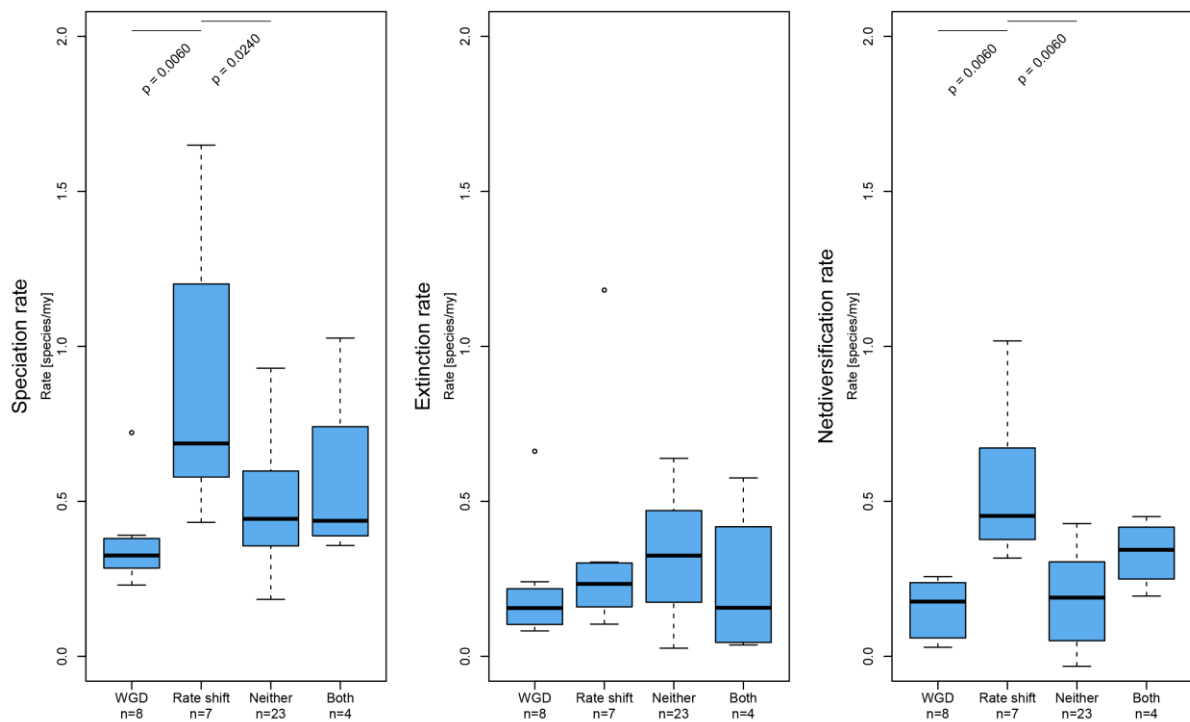 Speciation rate
Rate [species/my]
2.0
1.5
1.0
0.5
0.0
p = 0.0060
p = 0.0240
WGD
n=8
Rate shift
n=7
Neither
n=23
Both
n=4
Extinction rate
Rate [species/my]
2.0
1.5
1.0
0.5
0.0
WGD
n=8
Rate shift
n=7
Neither
n=23
Both
n=4
Netdiversification rate
Rate [species/my]
2.0
1.5
1.0
0.5
0.0
p = 0.0060
p = 0.0060
WGD
n=8
Rate shift
n=7
Neither
n=23
Both
n=4